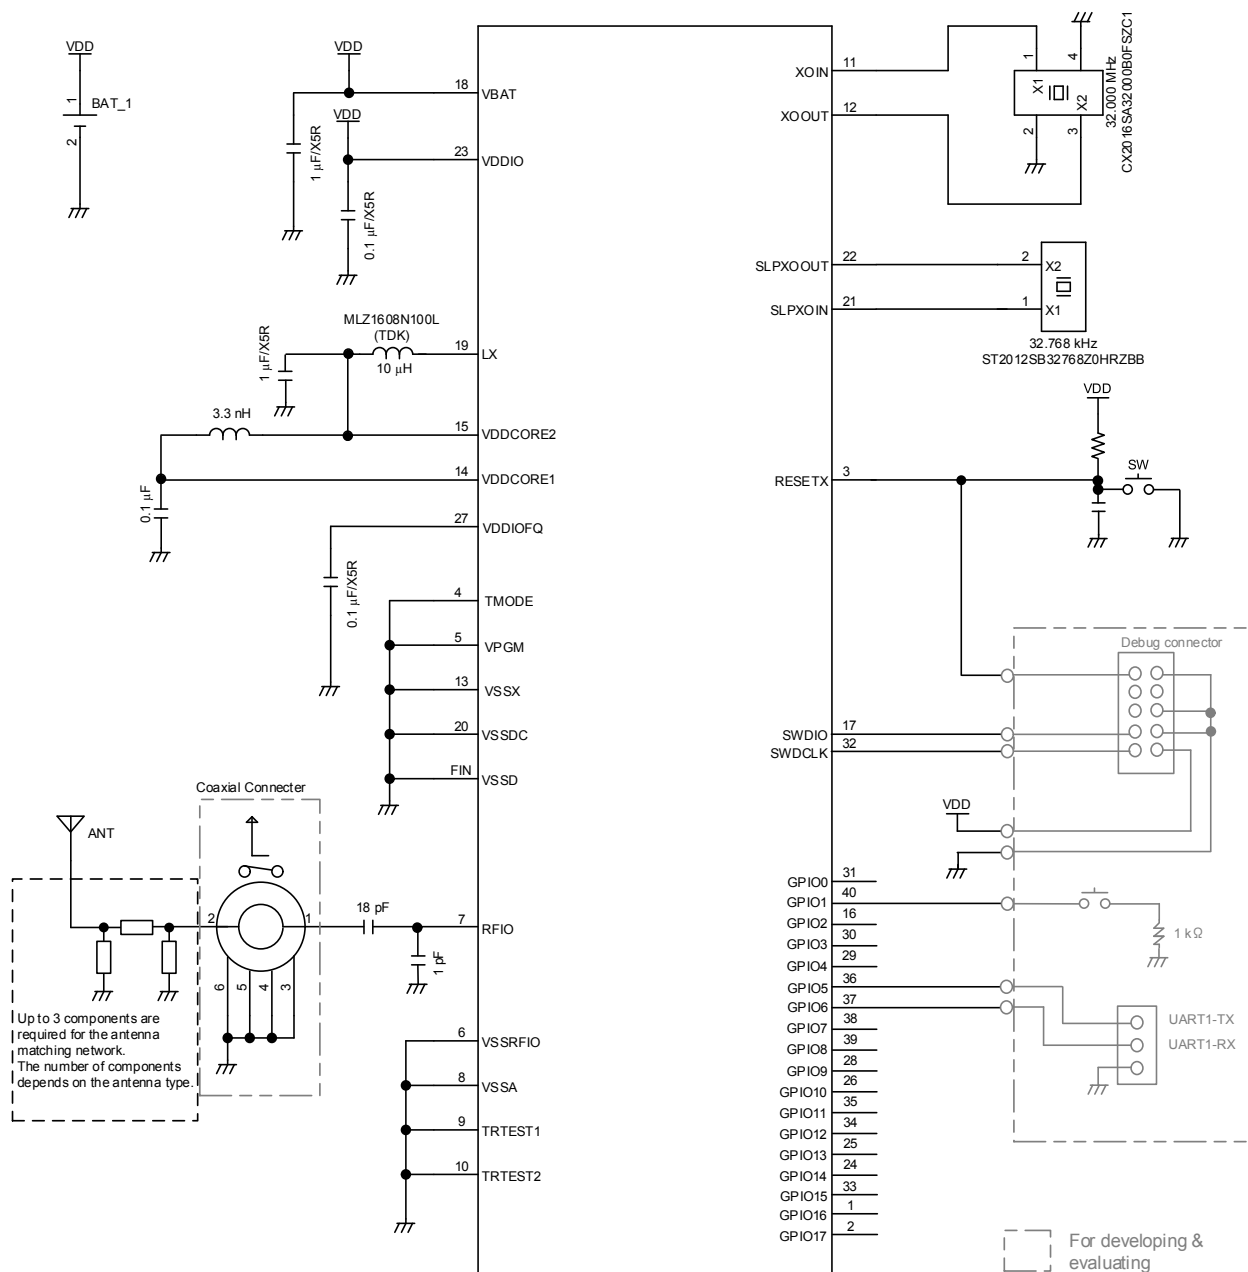 VDD
1
BAT_1
2
VDD
18
VBAT
1 µF/X5R
VDD
23
VDDIO
0.1 µF/X5R
MLZ1608N100L
(TDK)
10 µH
19
LX
1 µF/X5R
3.3 nH
15
VDDCORE2
14
VDDCORE1
0.1 µF
27
VDDIOFQ
0.1 µF/X5R
4
TMODE
5
VPGM
13
VSSX
20
VSSDC
FIN
VSSD
Coaxial Connecter
ANT
2
1
18 pF
7
RFIO
1 pF
6
5
4
3
Up to 3 components are
required for the antenna
matching network.
The number of components
depends on the antenna type.
6
VSSRFIO
8
VSSA
9
TRTEST1
10
TRTEST2
XOIN
11
XOOUT
12
1
4
X1
X2
2
3
32.000 MHz
CX2016SA32000B0FSZC1
SLPXOOUT
22
2
X2
SLPXOIN
21
1
X1
32.768 kHz
ST2012SB32768Z0HRZBB
VDD
SW
RESETX
3
Debug connector
SWDIO
17
SWDCLK
32
VDD
GPIO0
31
GPIO1
40
GPIO2
16
GPIO3
30
GPIO4
29
GPIO5
36
GPIO6
37
GPIO7
38
GPIO8
39
GPIO9
28
GPIO10
26
GPIO11
35
GPIO12
34
GPIO13
25
GPIO14
24
GPIO15
33
GPIO16
1
GPIO17
2
1 kΩ
UART1-TX
UART1-RX
For developing &
evaluating